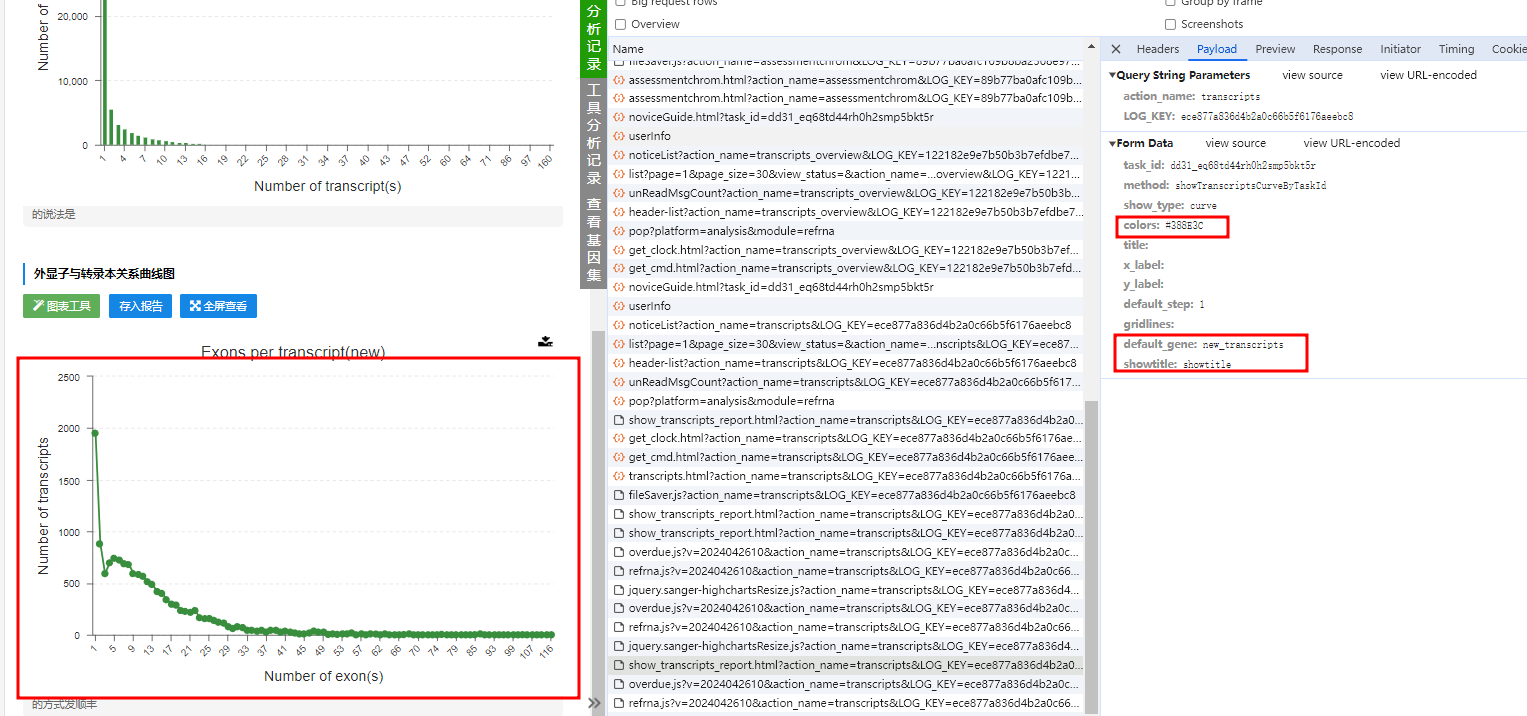 20,000
10,000
0
Number of
1
4
7
10
13
16
19
22
25
28
31
34
37
40
43
47
52
60
64
71
86
97
160
Number of transcript(s)
的说法是
外显子与转录本关系曲线图
图表工具
存入报告
全屏查看
Exons per transcript(new)
2500
2000
1500
1000
500
0
Number of transcripts
1
5
9
13
17
21
25
29
33
37
41
45
49
53
57
62
66
70
74
79
85
93
99
107
116
Number of exon(s)
的方式发顺丰
分析记录
工具分析记录
查看基因集
Big request rows
Group by frame
Overview
Screenshots
Name
assessmentchrom.html?action_name=assessmentchrom&LOG_KEY=89b77ba0afc109b...
assessmentchrom.html?action_name=assessmentchrom&LOG_KEY=89b77ba0afc109b...
noviceGuide.html?task_id=dd31_eq68td44rh0h2smp5bkt5r
userInfo
noticeList?action_name=transcripts_overview&LOG_KEY=122182e9e7b50b3b7efdbe7...
list?page=1&page_size=30&view_status=&action_name=...overview&LOG_KEY=1221...
unReadMsgCount?action_name=transcripts_overview&LOG_KEY=122182e9e7b50b3b...
header-list?action_name=transcripts_overview&LOG_KEY=122182e9e7b50b3b7efdbe7...
pop?platform=analysis&module=refrna
get_clock.html?action_name=transcripts_overview&LOG_KEY=122182e9e7b50b3b7ef...
get_cmd.html?action_name=transcripts_overview&LOG_KEY=122182e9e7b50b3b7efd...
noviceGuide.html?task_id=dd31_eq68td44rh0h2smp5bkt5r
userInfo
noticeList?action_name=transcripts&LOG_KEY=ece877a836d4b2a0c66b5f6176aeebc8
list?page=1&page_size=30&view_status=&action_name=...nscripts&LOG_KEY=ece87...
header-list?action_name=transcripts&LOG_KEY=ece877a836d4b2a0c66b5f6176aeebc8
unReadMsgCount?action_name=transcripts&LOG_KEY=ece877a836d4b2a0c66b5f617...
pop?platform=analysis&module=refrna
show_transcripts_report.html?action_name=transcripts&LOG_KEY=ece877a836d4b2a0...
get_clock.html?action_name=transcripts&LOG_KEY=ece877a836d4b2a0c66b5f6176ae...
get_cmd.html?action_name=transcripts&LOG_KEY=ece877a836d4b2a0c66b5f6176aee...
transcripts.html?action_name=transcripts&LOG_KEY=ece877a836d4b2a0c66b5f6176a...
fileSaver.js?action_name=transcripts&LOG_KEY=ece877a836d4b2a0c66b5f6176aeebc8
show_transcripts_report.html?action_name=transcripts&LOG_KEY=ece877a836d4b2a0...
show_transcripts_report.html?action_name=transcripts&LOG_KEY=ece877a836d4b2a0...
overdue.js?v=2024042610&action_name=transcripts&LOG_KEY=ece877a836d4b2a0c...
refrna.js?v=2024042610&action_name=transcripts&LOG_KEY=ece877a836d4b2a0c66...
jquery.sanger-highchartsResize.js?action_name=transcripts&LOG_KEY=ece877a836d4...
overdue.js?v=2024042610&action_name=transcripts&LOG_KEY=ece877a836d4b2a0c...
refrna.js?v=2024042610&action_name=transcripts&LOG_KEY=ece877a836d4b2a0c66...
jquery.sanger-highchartsResize.js?action_name=transcripts&LOG_KEY=ece877a836d4...
show_transcripts_report.html?action_name=transcripts&LOG_KEY=ece877a836d4b2a0...
overdue.js?v=2024042610&action_name=transcripts&LOG_KEY=ece877a836d4b2a0c...
refrna.js?v=2024042610&action_name=transcripts&LOG_KEY=ece877a836d4b2a0c66...
Headers Payload Preview Response Initiator Timing Cookie
Query String Parameters view source view URL-encoded
action_name: transcripts
LOG_KEY: ece877a836d4b2a0c66b5f6176aeebc8
Form Data view source view URL-encoded
task_id: dd31_eq68td44rh0h2smp5bkt5r
method: showTranscriptsCurveByTaskId
show_type: curve
colors: #388E3C
title:
x_label:
y_label:
default_step: 1
gridlines:
default_gene: new_transcripts
showtitle: showtitle